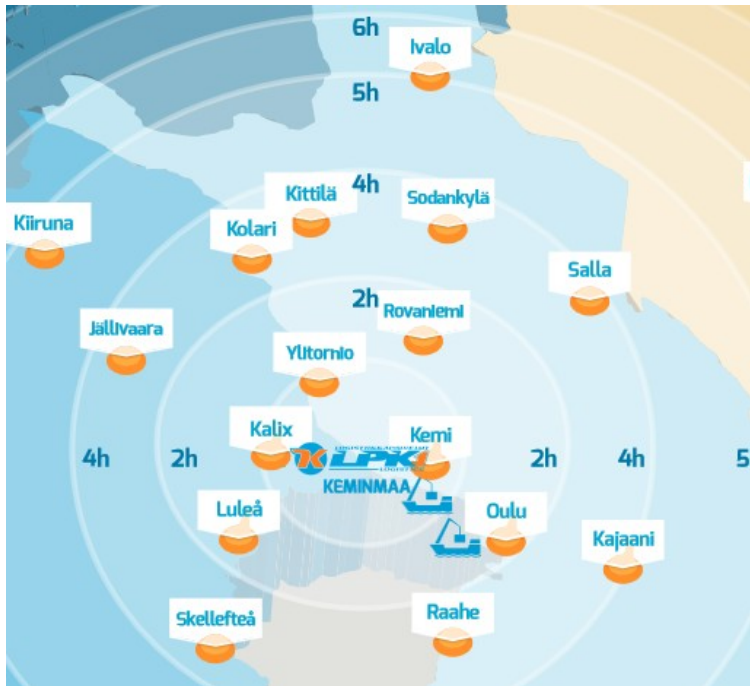 6h
Ivalo
5h
4h
Kittilä
Sodankylä
Kiiruna
Kolari
Salla
2h
Rovaniemi
Jällivaara
Ylitornio
Kalix
Kemi
LPK
4h
2h
2h
4h
5
KEMINMAA
Luleå
Oulu
Kajaani
Skellefteå
Raahe